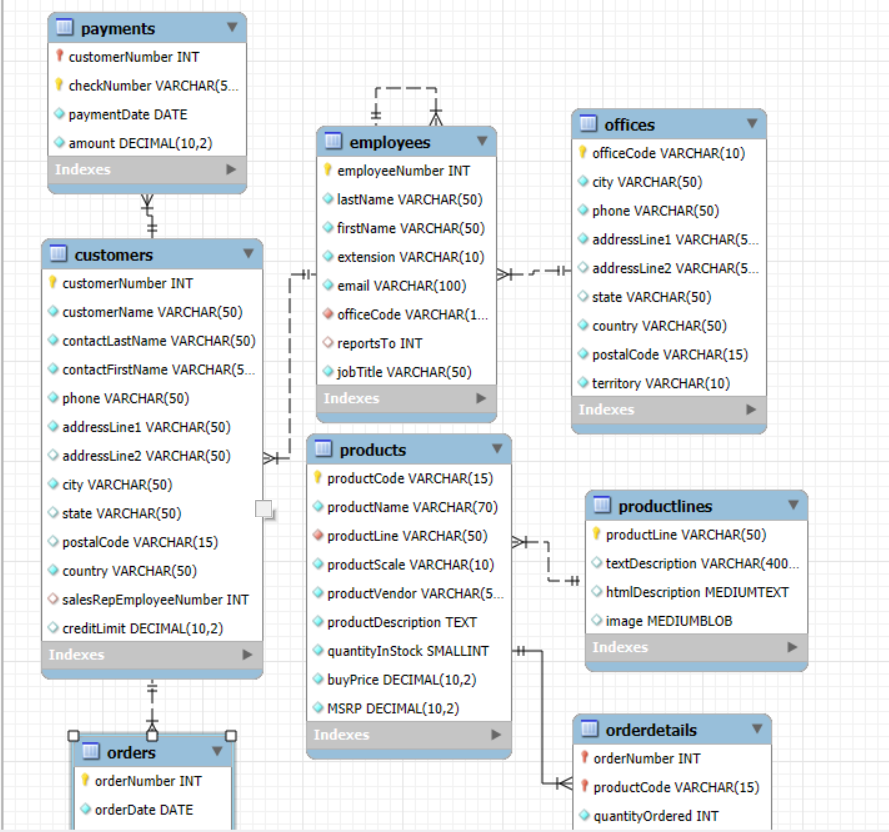 payments
customerNumber INT
checkNumber VARCHAR(5...
paymentDate DATE
amount DECIMAL(10,2)
Indexes
customers
customerNumber INT
customerName VARCHAR(50)
contactLastName VARCHAR(50)
contactFirstName VARCHAR(5...
phone VARCHAR(50)
addressLine1 VARCHAR(50)
addressLine2 VARCHAR(50)
city VARCHAR(50)
state VARCHAR(50)
postalCode VARCHAR(15)
country VARCHAR(50)
salesRepEmployeeNumber INT
creditLimit DECIMAL(10,2)
Indexes
orders
orderNumber INT
orderDate DATE
employees
employeeNumber INT
lastName VARCHAR(50)
firstName VARCHAR(50)
extension VARCHAR(10)
email VARCHAR(100)
officeCode VARCHAR(1...
reportsTo INT
jobTitle VARCHAR(50)
Indexes
products
productCode VARCHAR(15)
productName VARCHAR(70)
productLine VARCHAR(50)
productScale VARCHAR(10)
productVendor VARCHAR(5...
productDescription TEXT
quantityInStock SMALLINT
buyPrice DECIMAL(10,2)
MSRP DECIMAL(10,2)
Indexes
offices
officeCode VARCHAR(10)
city VARCHAR(50)
phone VARCHAR(50)
addressLine1 VARCHAR(5...
addressLine2 VARCHAR(5...
state VARCHAR(50)
country VARCHAR(50)
postalCode VARCHAR(15)
territory VARCHAR(10)
Indexes
productlines
productLine VARCHAR(50)
textDescription VARCHAR(400...
htmlDescription MEDIUMTEXT
image MEDIUMBLOB
Indexes
orderdetails
orderNumber INT
productCode VARCHAR(15)
quantityOrdered INT